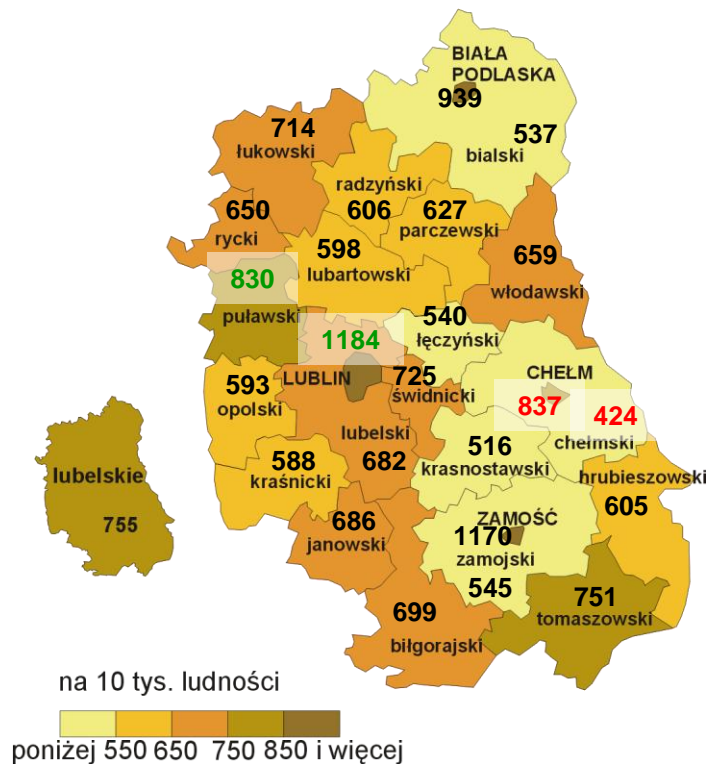 BIAŁA
PODLASKA
939
537
bialski
714
łukowski
radzyński
606
627
parczewski
650
rycki
598
lubartowski
659
włodawski
830
puławski
1184
540
łęczyński
LUBLIN
725
świdnicki
CHEŁM
837
424
chełmski
593
opolski
lubelski
682
516
krasnostawski
hrubieszowski
605
588
kraśnicki
lubelskie
755
686
janowski
ZAMOŚĆ
1170
zamojski
545
751
tomaszowski
699
biłgorajski
na 10 tys. ludności
poniżej 550 650 750 850 i więcej